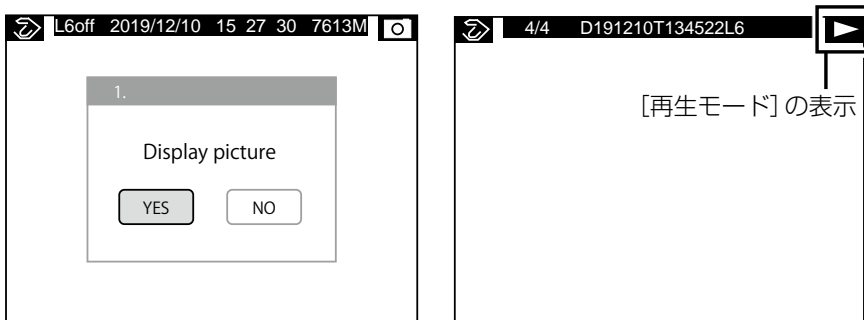 L6off 2019/12/10 15 27 30 7613M
1.
Display picture
YES NO
4/4 D191210T134522L6
[再生モード]の表示